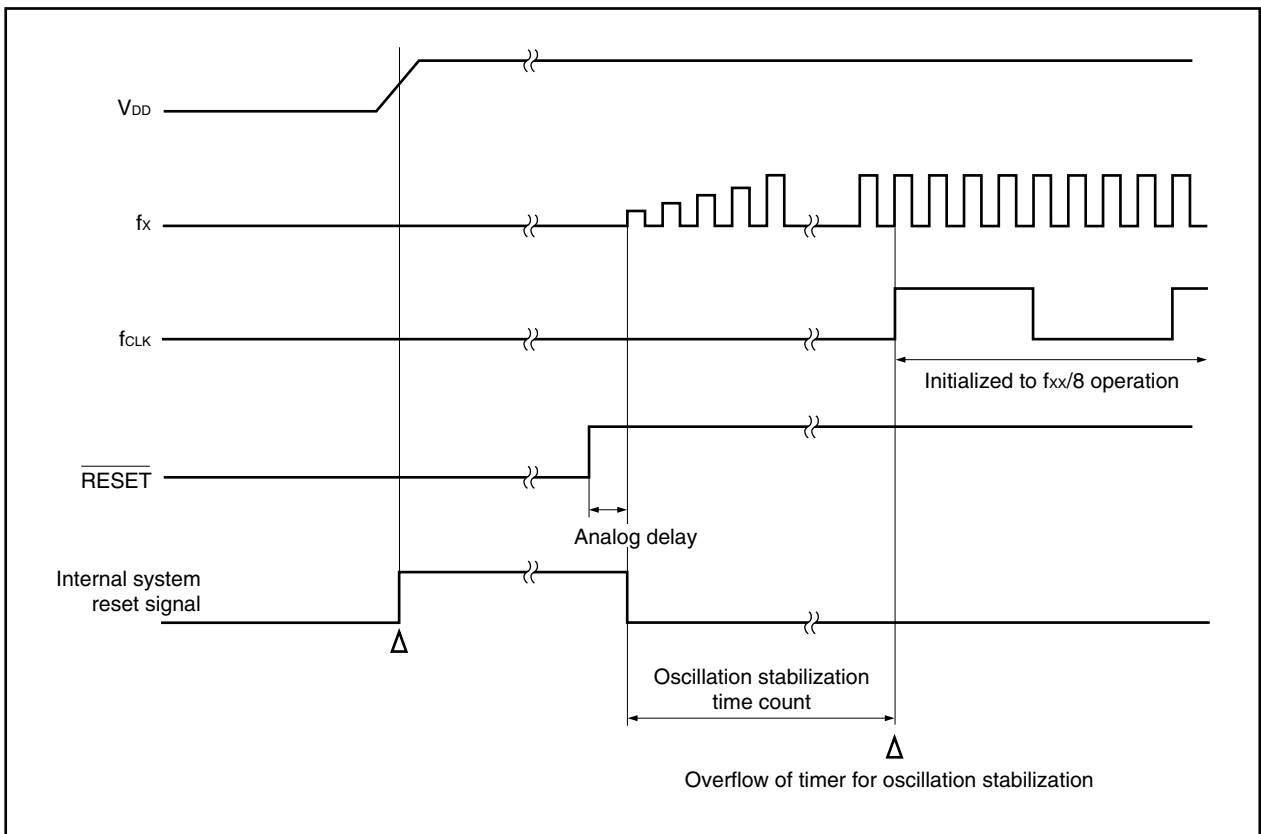 VDD
fX
fCLK
Initialized to fxx/8 operation
RESET
Analog delay
Internal system
reset signal
Oscillation stabilization
time count
Overflow of timer for oscillation stabilization